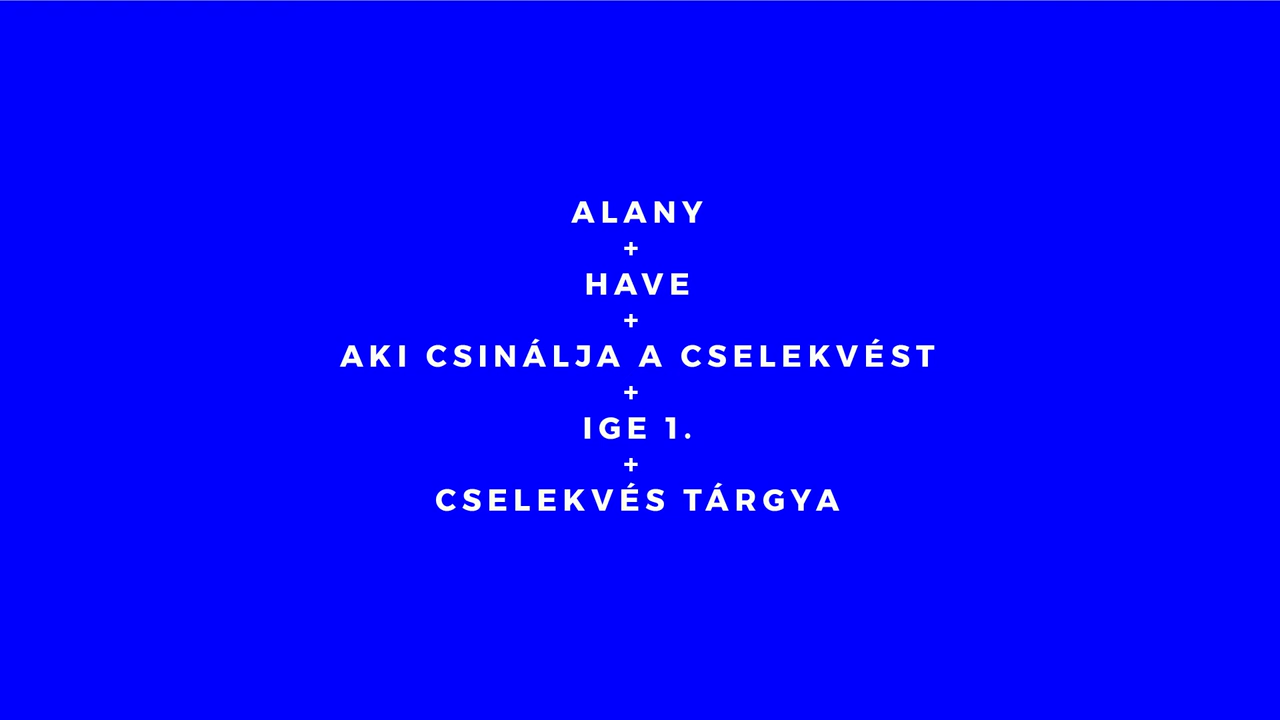 ALANY
+
HAVE
+
AKI CSINÁLJA A CSELEKVÉST
+
IGE 1.
+
CSELEKVÉS TÁRGYA